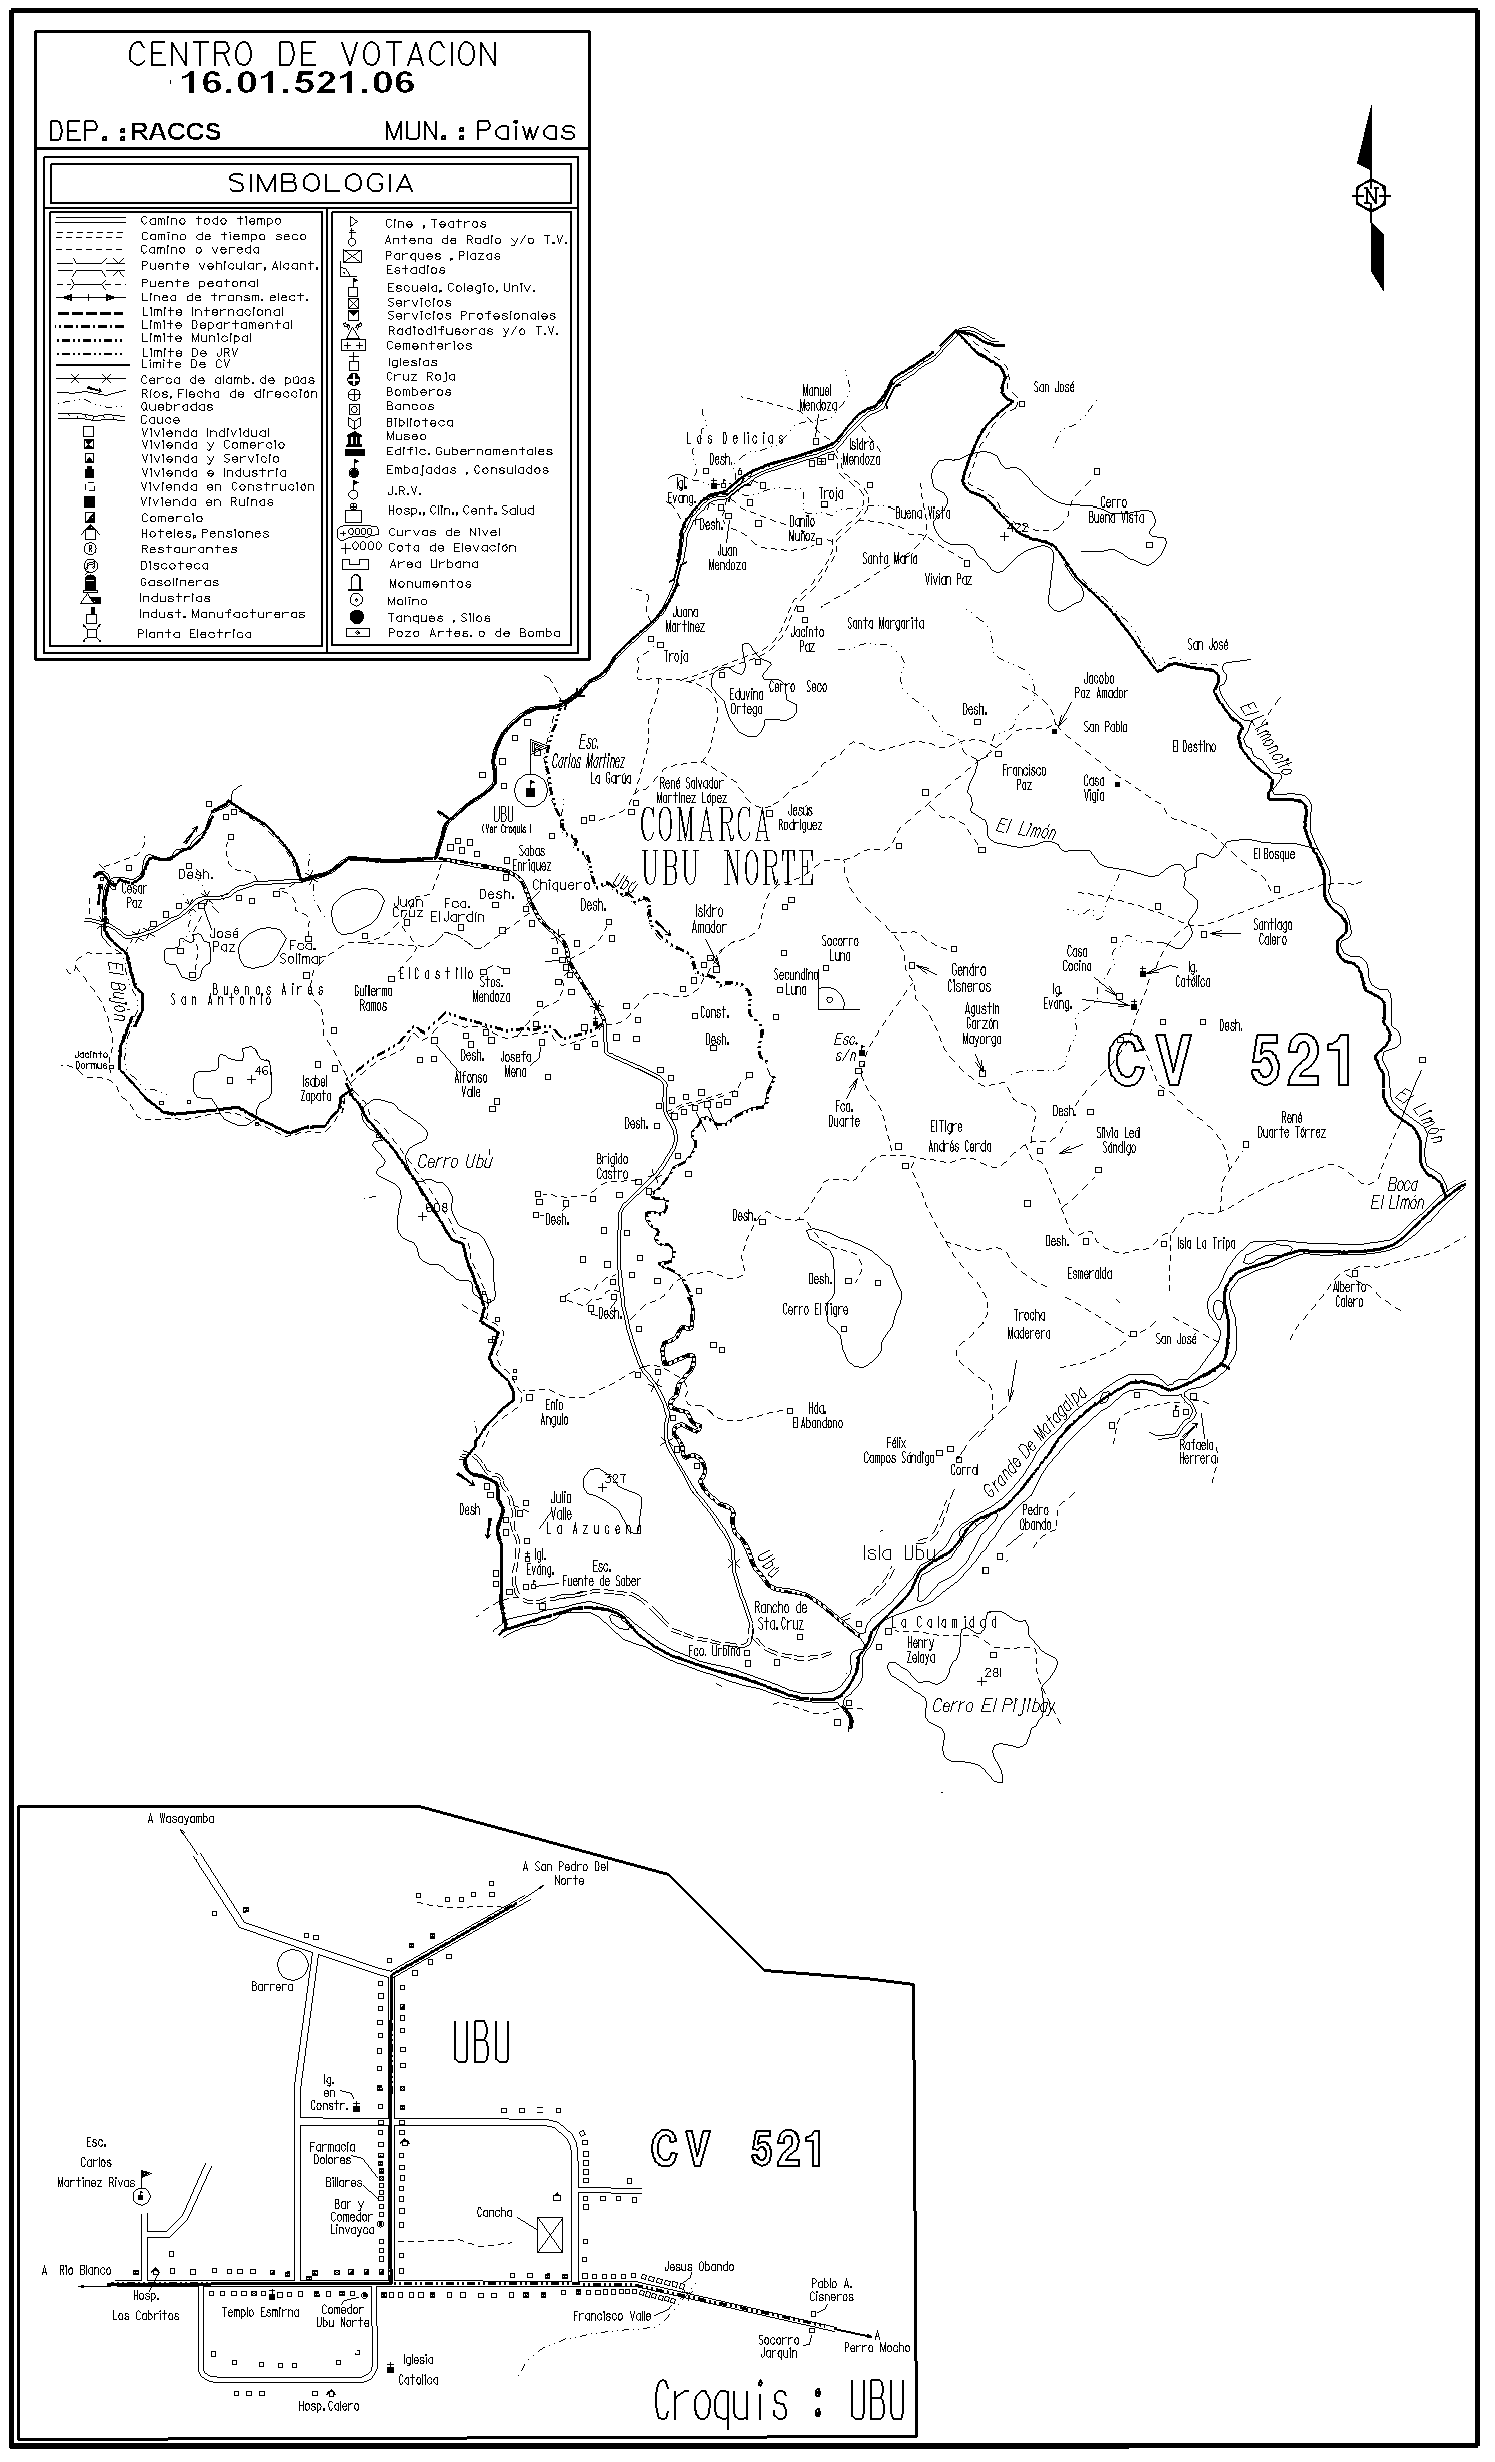 CENTRO DE VOTACION
16.01.521.06
DEP. : RACCS
MUN. : Paiwas
SIMBOLOGIA
Camino todo tiempo
Camino de tiempo seco
Camino o vereda
Puente vehicular, Alcant.
Puente peatonal
Linea de transm. elect.
Limite Internacional
Limite Departamental
Limite Municipal
Limite De JRV
Limite De CV
Cerca de alamb. de púas
Rios, Flecha de dirección
Quebradas
Cauce
Vivienda Individual
Vivienda y Comercio
Vivienda y Servicio
Vivienda e Industria
Vivienda en Construción
Vivienda en Ruinas
Comercio
Hoteles, Pensiones
Restaurantes
Discoteca
Gasolineras
Industrias
Indust. Manufactureras
Planta Electrica
Cine , Teatros
Antena de Radio y/o T.V.
Parques , Plazas
Estadios
Escuela, Colegio, Univ.
Servicios
Servicios Profesionales
Radiodifusoras y/o T.V.
Cementerios
Iglesias
Cruz Roja
Bomberos
Bancos
Biblioteca
Museo
Edific. Gubernamentales
Embajadas , Consulados
J.R.V.
Hosp., Clin., Cent. Salud
Curvas de Nivel
Cota de Elevación
Area Urbana
Monumentos
Molino
Tanques , Silos
Pozo Artes. o de Bomba
N
San José
Manuel
Mendoza
Las Delicias
Isidro
Mendoza
Desh.
Igl.
Evang.
Troja
Cerro
Buena Vista
Buena Vista
Desh.
Danilo
Nuñoz
422
Juan
Mendoza
Santa María
Vivian Paz
Juana
Martinez
Jacinto
Paz
Santa Margarita
San José
Troja
Cerro Seco
Eduvina
Ortega
Jacobo
Paz Amador
Desh.
San Pablo
El Limoncito
El Destino
Esc.
Carlos Martinez
La Garúa
Francisco
Paz
Casa
Vigia
René Salvador
Martinez López
UBU
(Ver Croquis)
COMARCA
UBU NORTE
Jesús
Rodriguez
El Limón
El Bosque
Sabas
Enriquez
Chiquero
Ubu
Desh.
Cesar
Paz
Juan
Cruz
Fca.
El Jardín
Desh.
Desh.
Isidro
Amador
Santiago
Calero
José
Paz
Fca.
Solimar
Socorro
Luna
Casa
Cocina
El Bujon
El Castillo
Stos.
Mendoza
Secundino
Luna
Gendro
Cisneros
Ig.
Católica
Buenos Aires
San Antonio
Guillermo
Ramos
Ig.
Evang.
Const.
Agustin
Garzón
Mayorga
Desh.
Jacinto
Dormus
Desh.
Josefa
Mena
Desh.
Esc.
s/n
CV 521
46
Isabel
Zapata
Alfonso
Valle
Fca.
Duarte
Desh.
El Limón
Desh.
El Tigre
Andrés Cerda
Silvia Leal
Sándigo
René
Duarte Tórrez
Cerro Ubú
Brigido
Castro
Boca
El Limón
608
Desh.
Desh.
Desh.
Isla La Tripa
Esmeralda
Desh.
Desh.
Cerro El Tigre
Alberto
Calero
Trocha
Maderera
San José
Enio
Angulo
Hda.
El Abandono
Grande De Matagalpa
Félix
Campos Sándigo
Corral
Rafaela
Herrera
327
Desh
Julio
Valle
La Azucena
Pedro
Obando
Igl.
Evang.
Esc.
Fuente de Saber
Ubu
Isla Ubu
Rancho de
Sta. Cruz
La Calamidad
Fco. Urbina
Henry
Zelaya
281
Cerro El Pijibay
A Wasayamba
A San Pedro Del
Norte
Barrera
UBU
Ig.
en
Constr.
Esc.
Carlos
Martinez Rivas
Farmacia
Dolores
CV 521
Billares
Bar y
Comedor
Linvayca
Cancha
A Rio Blanco
Jesus Obando
Hosp.
Los Cabritos
Templo Esmirna
Comedor
Ubu Norte
Francisco Valle
Pablo A.
Cisneros
Socorro
Jarquin
A
Perro Mocho
Iglesia
Catolica
Hosp. Calero
Croquis : UBU